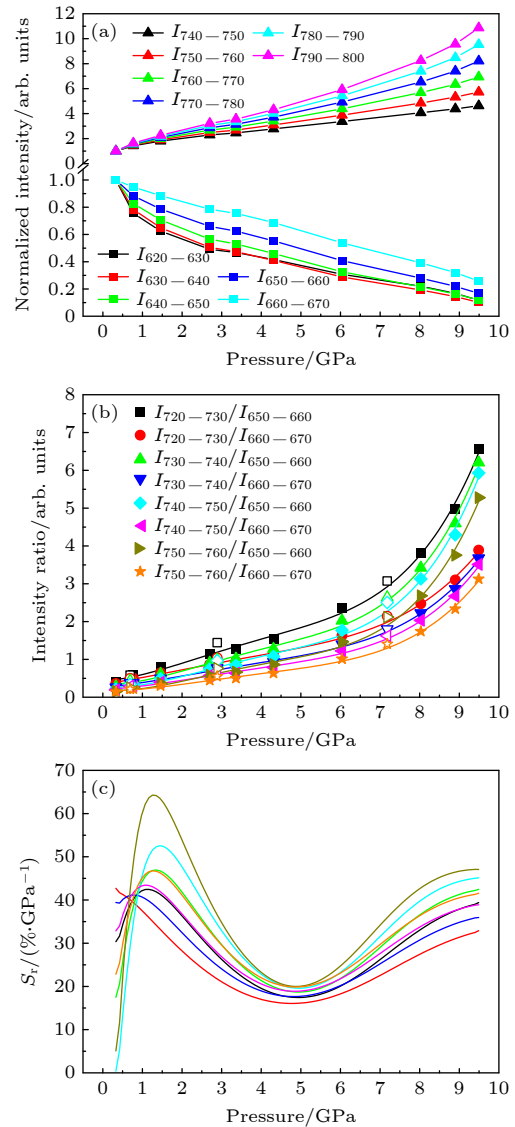 (a)
Normalized intensity/arb. units
12
10
8
6
4
2
0
1.0
0.8
0.6
0.4
0.2
0
I740−750 I780−790
I750−760 I790−800
I760−770
I770−780
I620−630
I630−640 I650−660
I640−650 I660−670
0 1 2 3 4 5 6 7 8 9 10
Pressure/GPa
(b)
Intensity ratio/arb. units
8
7
6
5
4
3
2
1
0
I720−730/I650−660
I720−730/I660−670
I730−740/I650−660
I730−740/I660−670
I740−750/I650−660
I740−750/I660−670
I750−760/I650−660
I750−760/I660−670
0 1 2 3 4 5 6 7 8 9 10
Pressure/GPa
(c)
Sr/(%·GPa−1)
70
60
50
40
30
20
10
0
0 1 2 3 4 5 6 7 8 9 10
Pressure/GPa